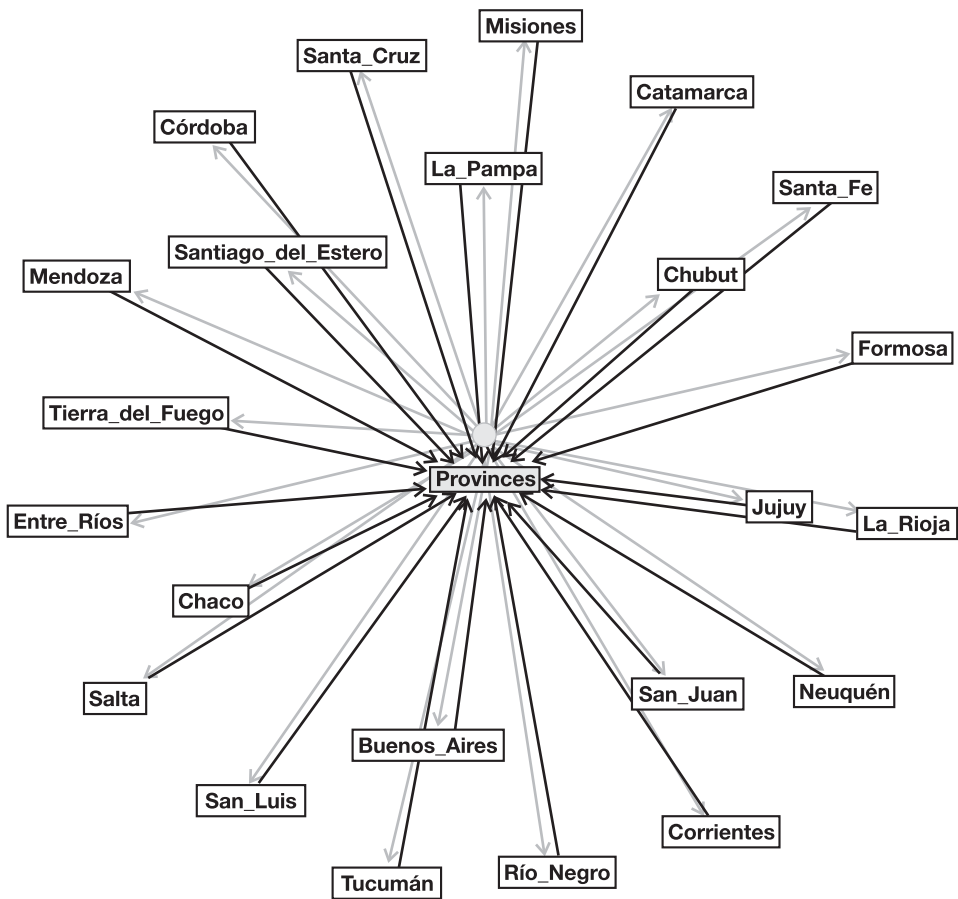 Misiones
Santa_Cruz
Catamarca
Córdoba
La_Pampa
Santa_Fe
Santiago_del_Estero
Mendoza
Chubut
Formosa
Tierra_del_Fuego
Provinces
Jujuy
Entre_Ríos
La_Rioja
Chaco
Salta
San_Juan
Neuquén
Buenos_Aires
San_Luis
Corrientes
Río_Negro
Tucumán